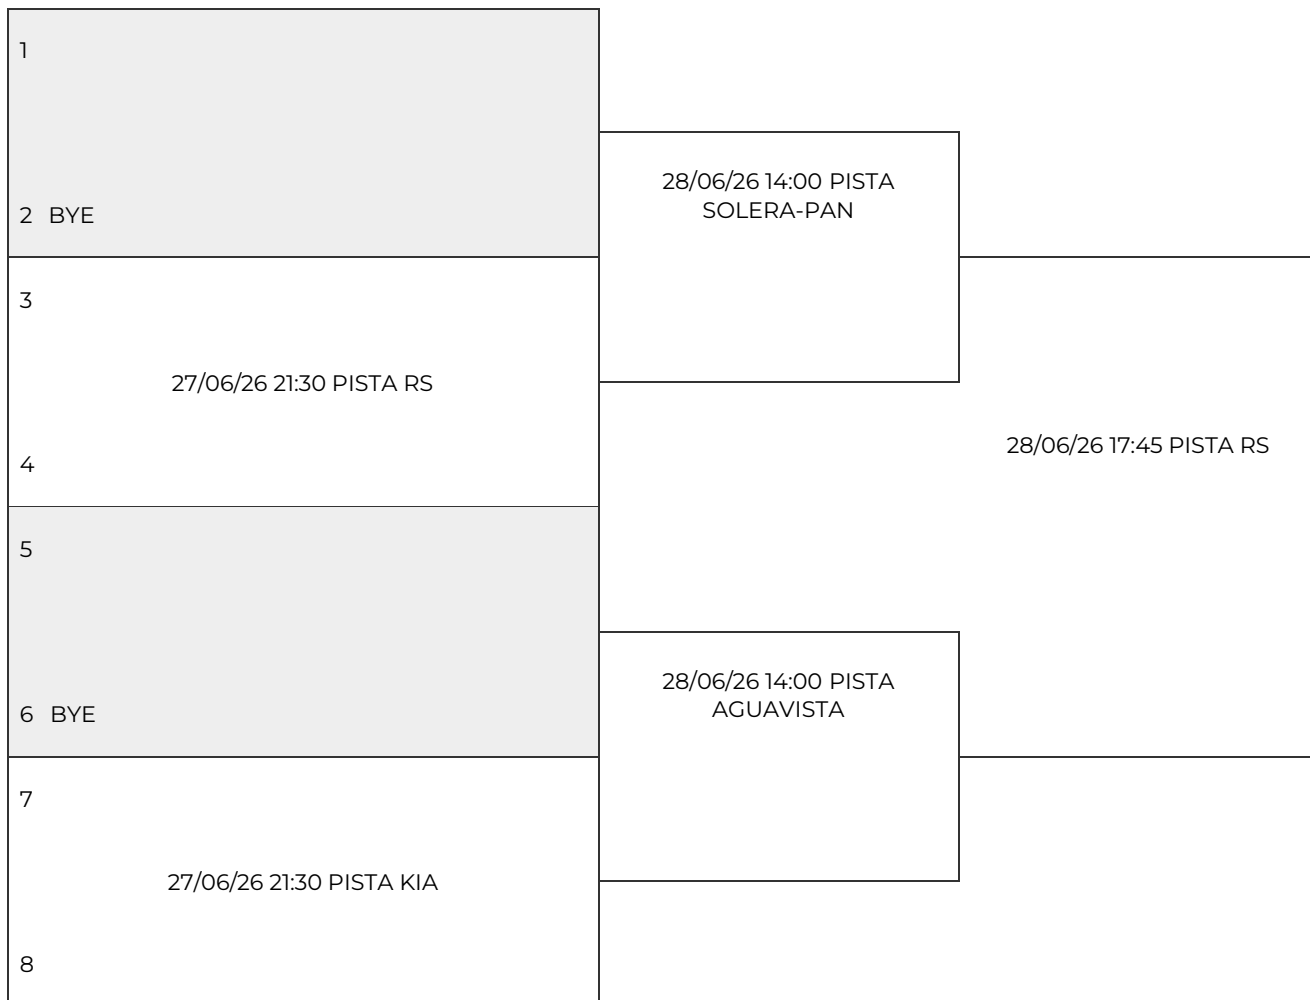 1
2 BYE
3
27/06/26 21:30 PISTA RS
4
5
6 BYE
7
27/06/26 21:30 PISTA KIA
8
28/06/26 14:00 PISTA
SOLERA-PAN
28/06/26 14:00 PISTA
AGUAVISTA
28/06/26 17:45 PISTA RS